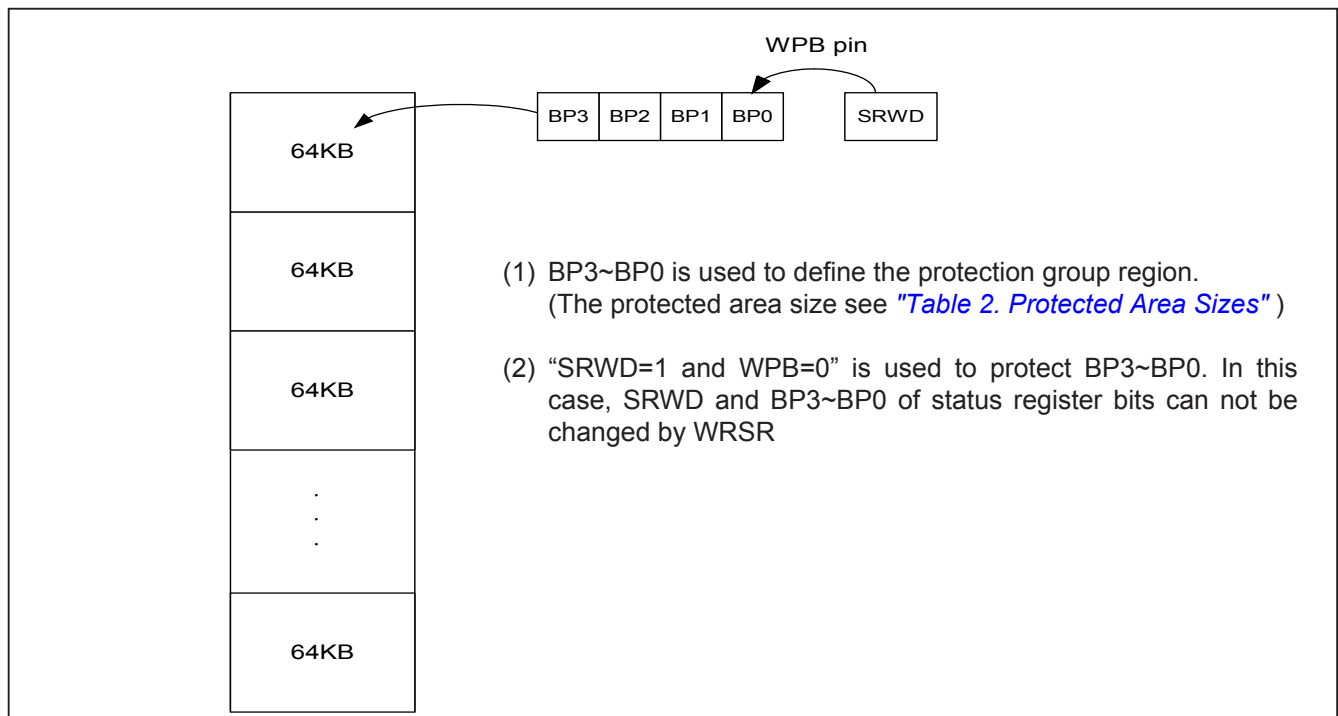 WPB pin
BP3 BP2 BP1 BP0 SRWD
64KB
64KB
(1) BP3~BP0 is used to define the protection group region.
(The protected area size see "Table 2. Protected Area Sizes" )
64KB
(2) “SRWD=1 and WPB=0” is used to protect BP3~BP0. In this
case, SRWD and BP3~BP0 of status register bits can not be
changed by WRSR
.
.
.
64KB